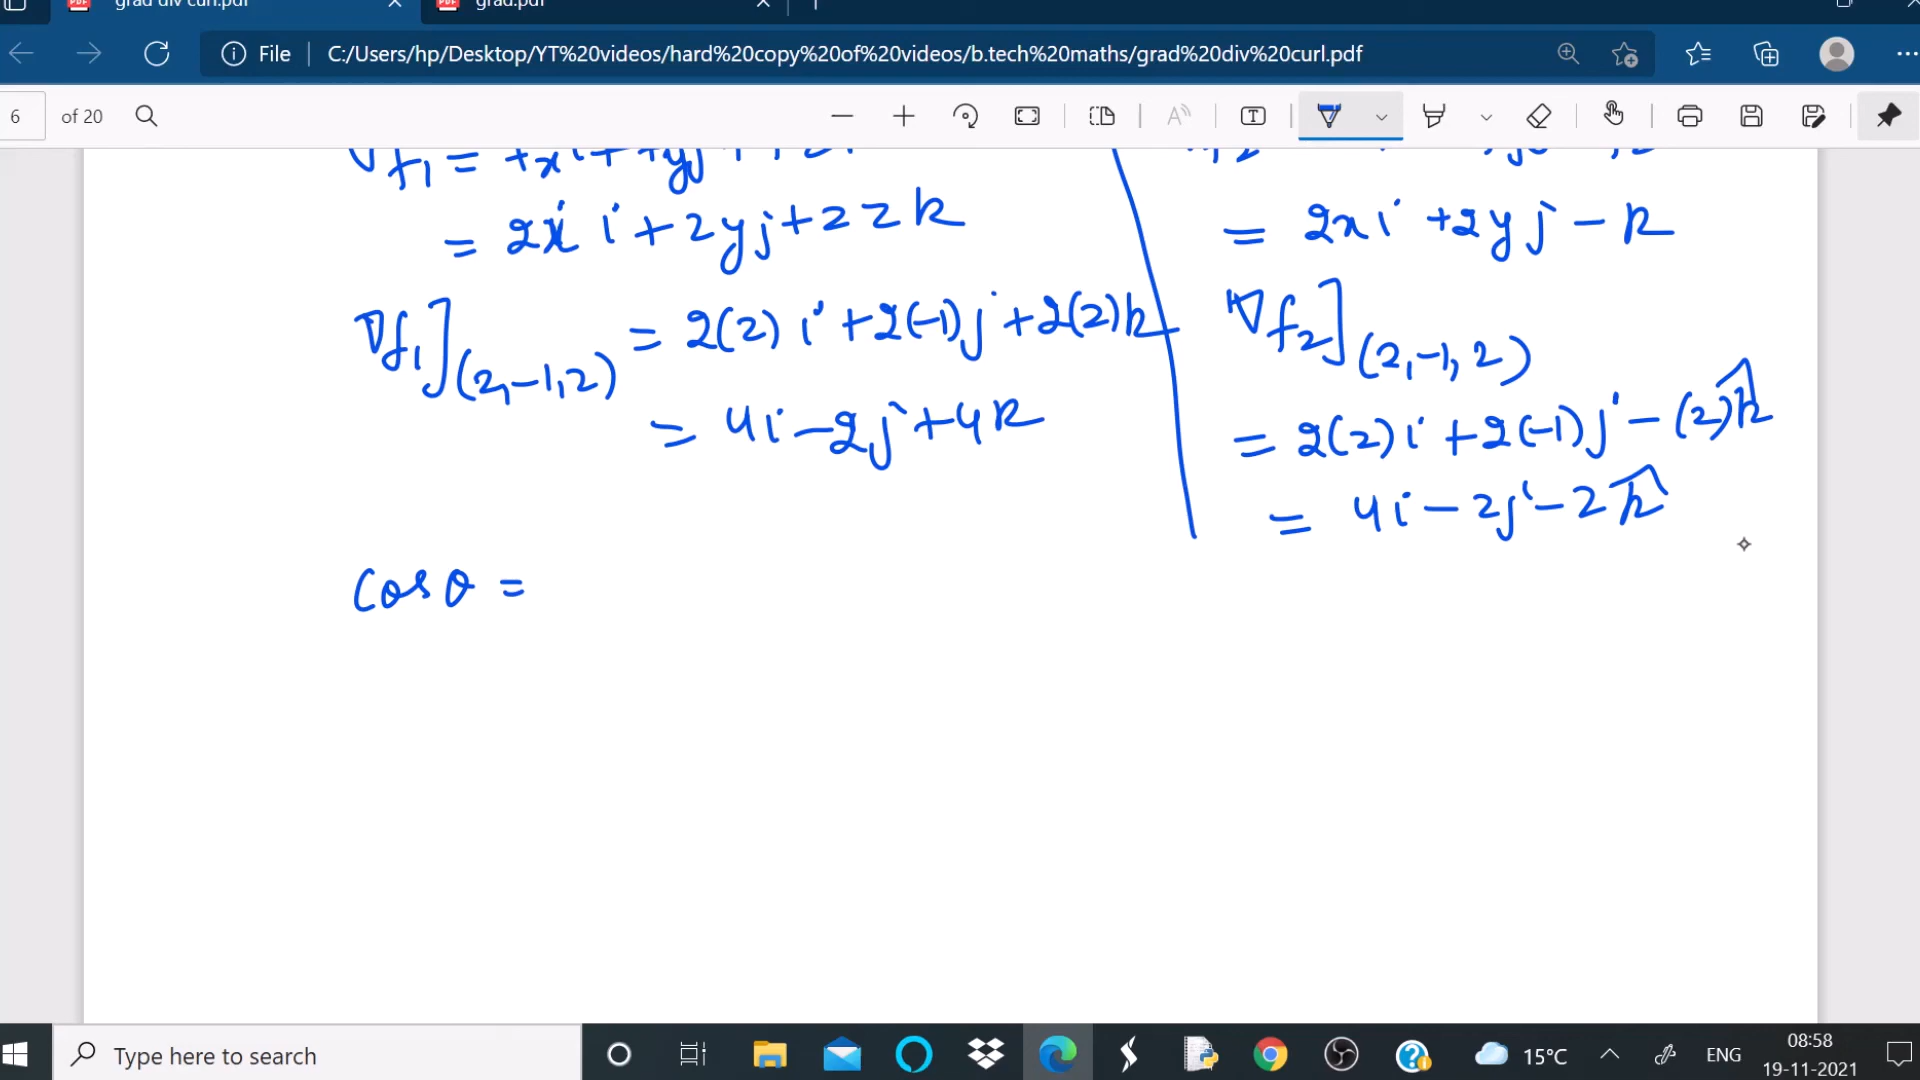 grad div curl.pdf
grad.pdf
File C:/Users/hp/Desktop/YT%20videos/hard%20copy%20of%20videos/b.tech%20maths/grad%20div%20curl.pdf
6 of 20
∇f₁ =
= 2x i + 2y j + 2z k
∇f₁](2,-1,2) = 2(2) i + 2(-1)j + 2(2)k
= 4i - 2j + 4k
= 2x i + 2y j - k
∇f₂](2,-1,2)
= 2(2) i + 2(-1)j - (2)k̂
= 4i - 2j - 2k̂
Cos θ =
Type here to search
15°C
ENG
08:58
19-11-2021